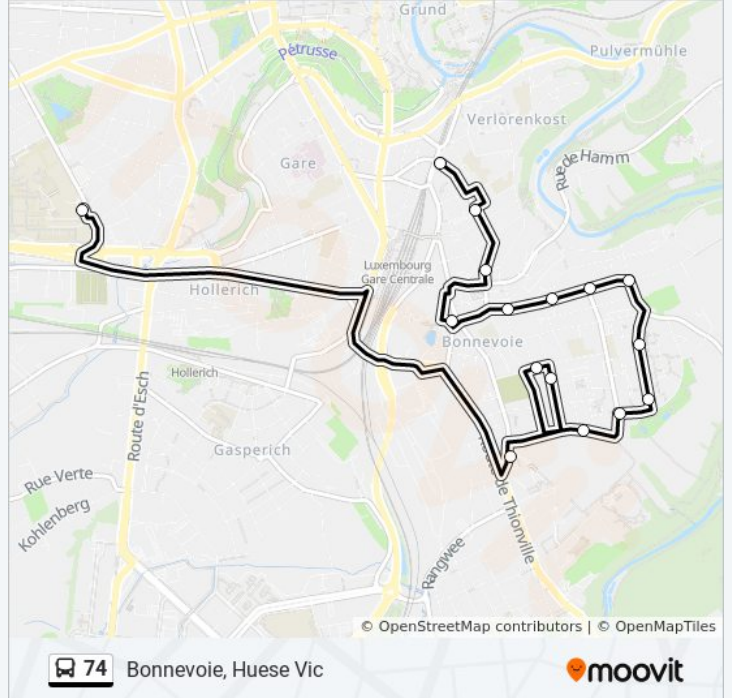 Grund
Pétrusse
Pulvermühle
Verlorenkost
Gare
Rue de Hamm
Luxembourg
Gare Centrale
Hollerich
Bonnevoie
Hollerich
Route d'Esch
Gasperich
Rue Verte
Kohlenberg
de Thionville
Rangwee
© OpenStreetMap contributors | © OpenMapTiles
74 Bonnevoie, Huese Vic
moovit